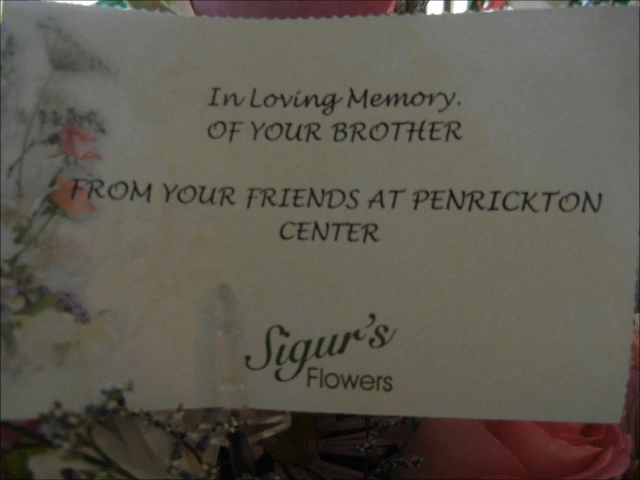 In Loving Memory.
OF YOUR BROTHER
FROM YOUR FRIENDS AT PENRICKTON
CENTER
Sigur's
Flowers